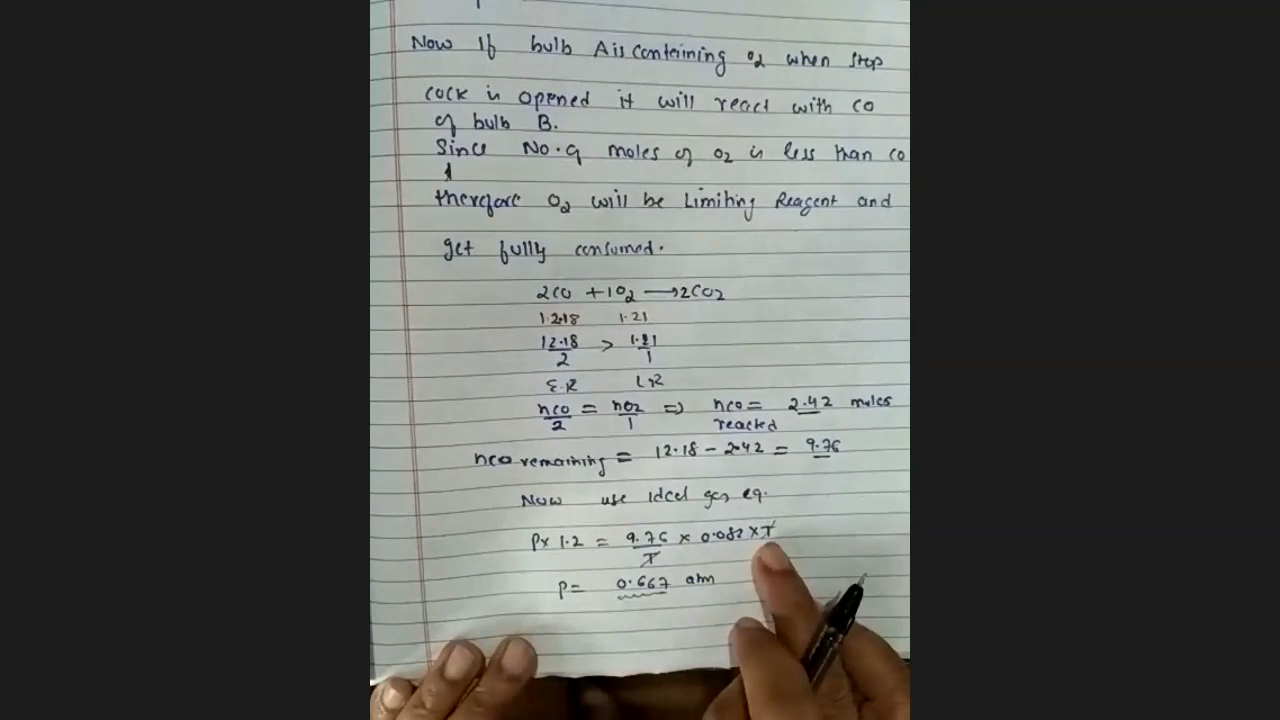 Now If bulb A is Contining O2 when stop
cock is opened it will react with CO
of bulb B.
Since No. of moles of O2 is less than CO
therefore O2 will be Limiting Reagent and
get fully consumed.
2CO + 1O2 → 2CO2
1.2.18 1.21
12.18/2 > 1.21/1
E.R L.R
nCO/2 = nO2/1 ⇒ nCO = 2.42 moles
reacted
nCO remaining = 12.18 - 2.42 = 9.76
Now use Ideal gas eq.
P x 1.2 = 9.76/T x 0.082 x T
P = 0.667 atm